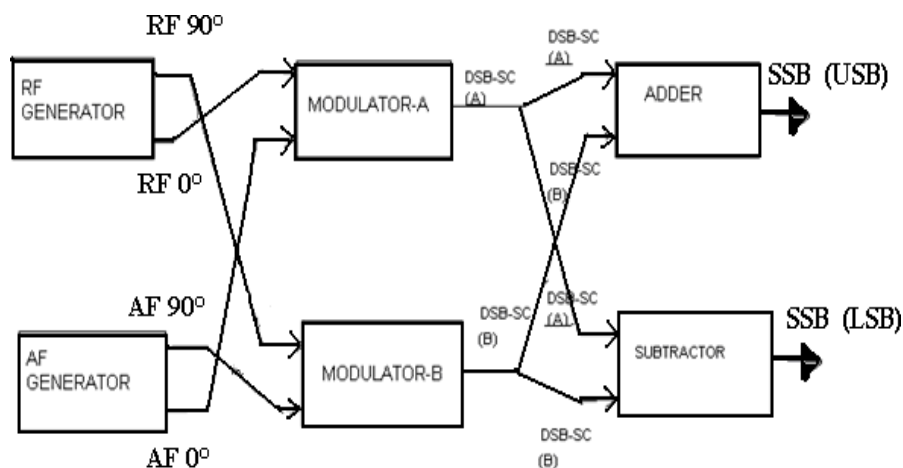 RF 90°
RF
GENERATOR
RF 0°
MODULATOR-A
DSB-SC
(A)
DSB-SC
(A)
ADDER
SSB (USB)
DSB-SC
(B)
AF 90°
AF
GENERATOR
AF 0°
MODULATOR-B
DSB-SC
(B)
DSB-SC
(A)
SUBTRACTOR
SSB (LSB)
DSB-SC
(B)